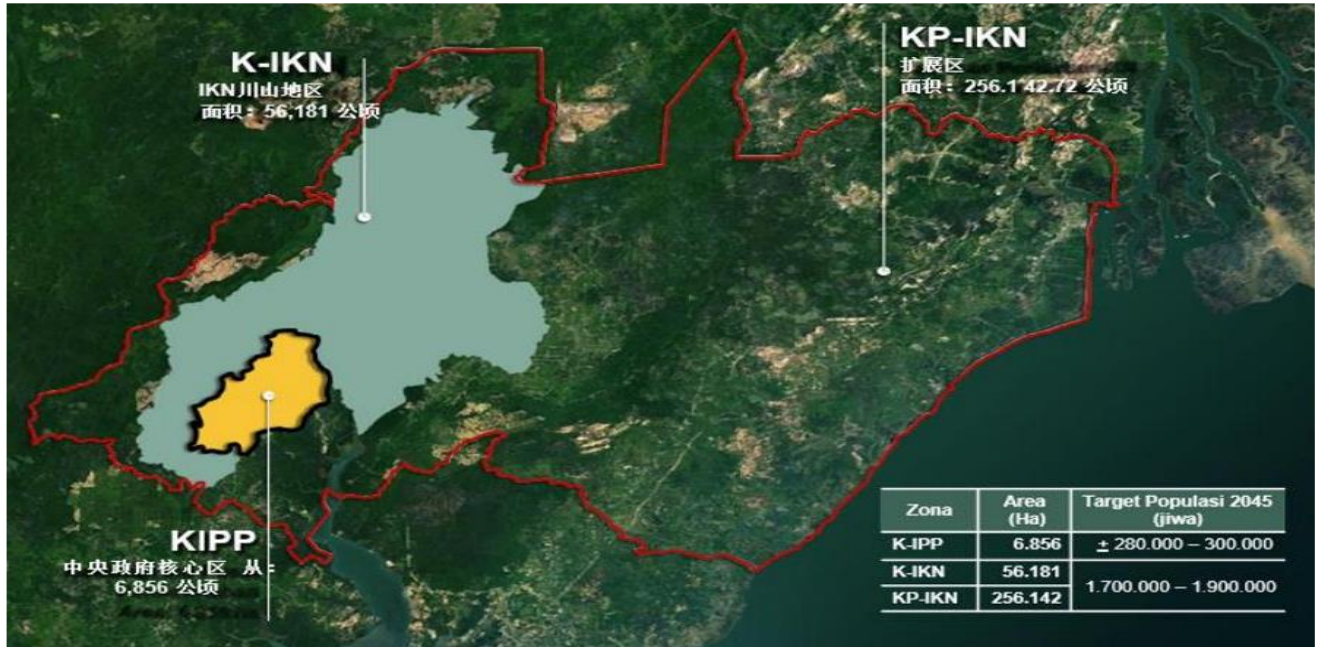 K-IKN
IKN川山地区
面积：56,181 公顷
KP-IKN
扩展区
面积：256.1'42.72 公顷
KIPP
中央政府核心区 从：
6,856 公顷
Zona Area (Ha) Target Populasi 2045 (jiwa)
K-IPP 6.856 ± 280.000 – 300.000
K-IKN 56.181 1.700.000 – 1.900.000
KP-IKN 256.142